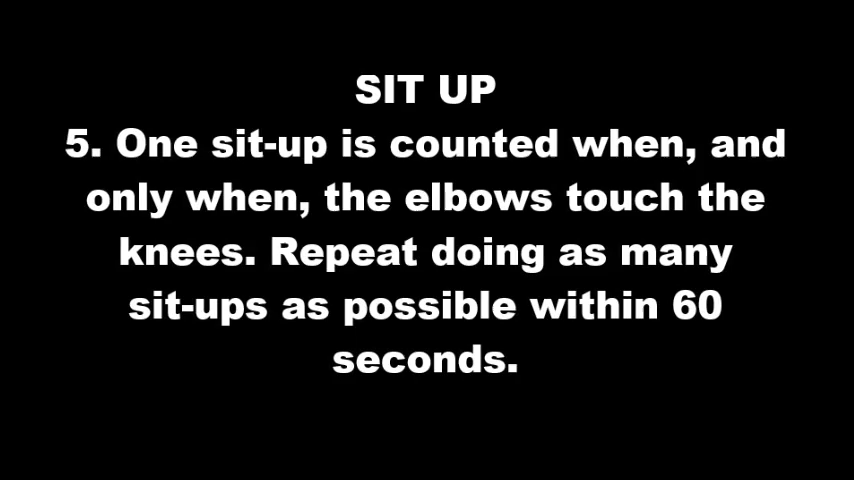 SIT UP
5. One sit-up is counted when, and
only when, the elbows touch the
knees. Repeat doing as many
sit-ups as possible within 60
seconds.